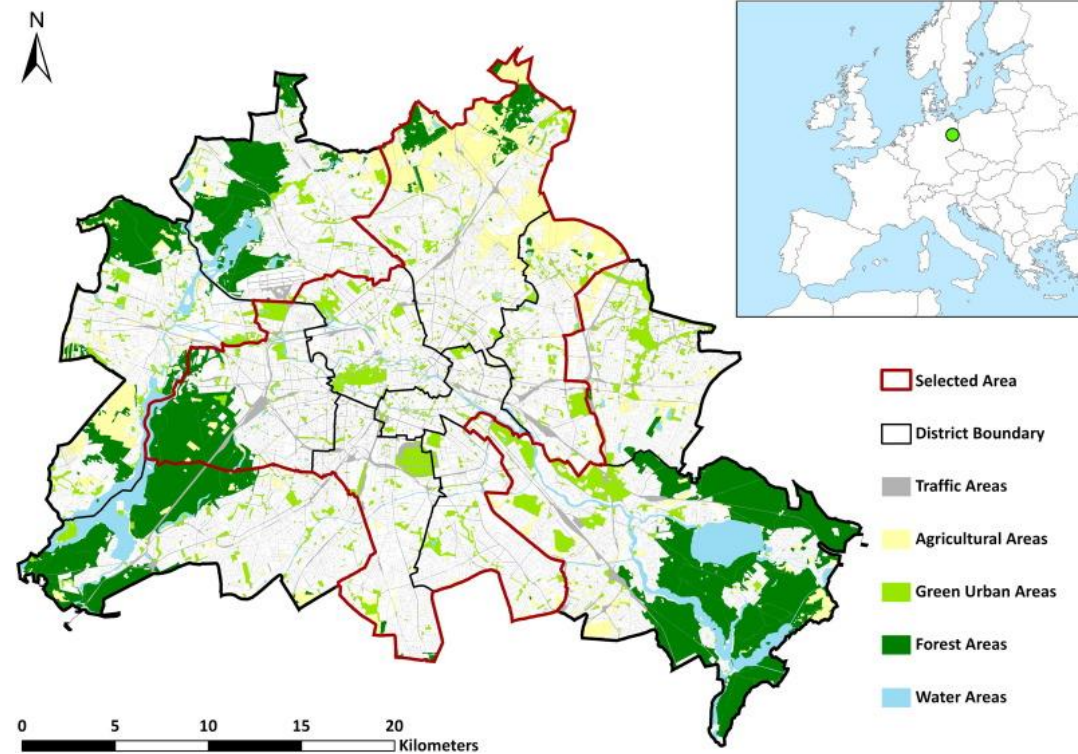 N
Selected Area
District Boundary
Traffic Areas
Agricultural Areas
Green Urban Areas
Forest Areas
Water Areas
0 5 10 15 20
Kilometers